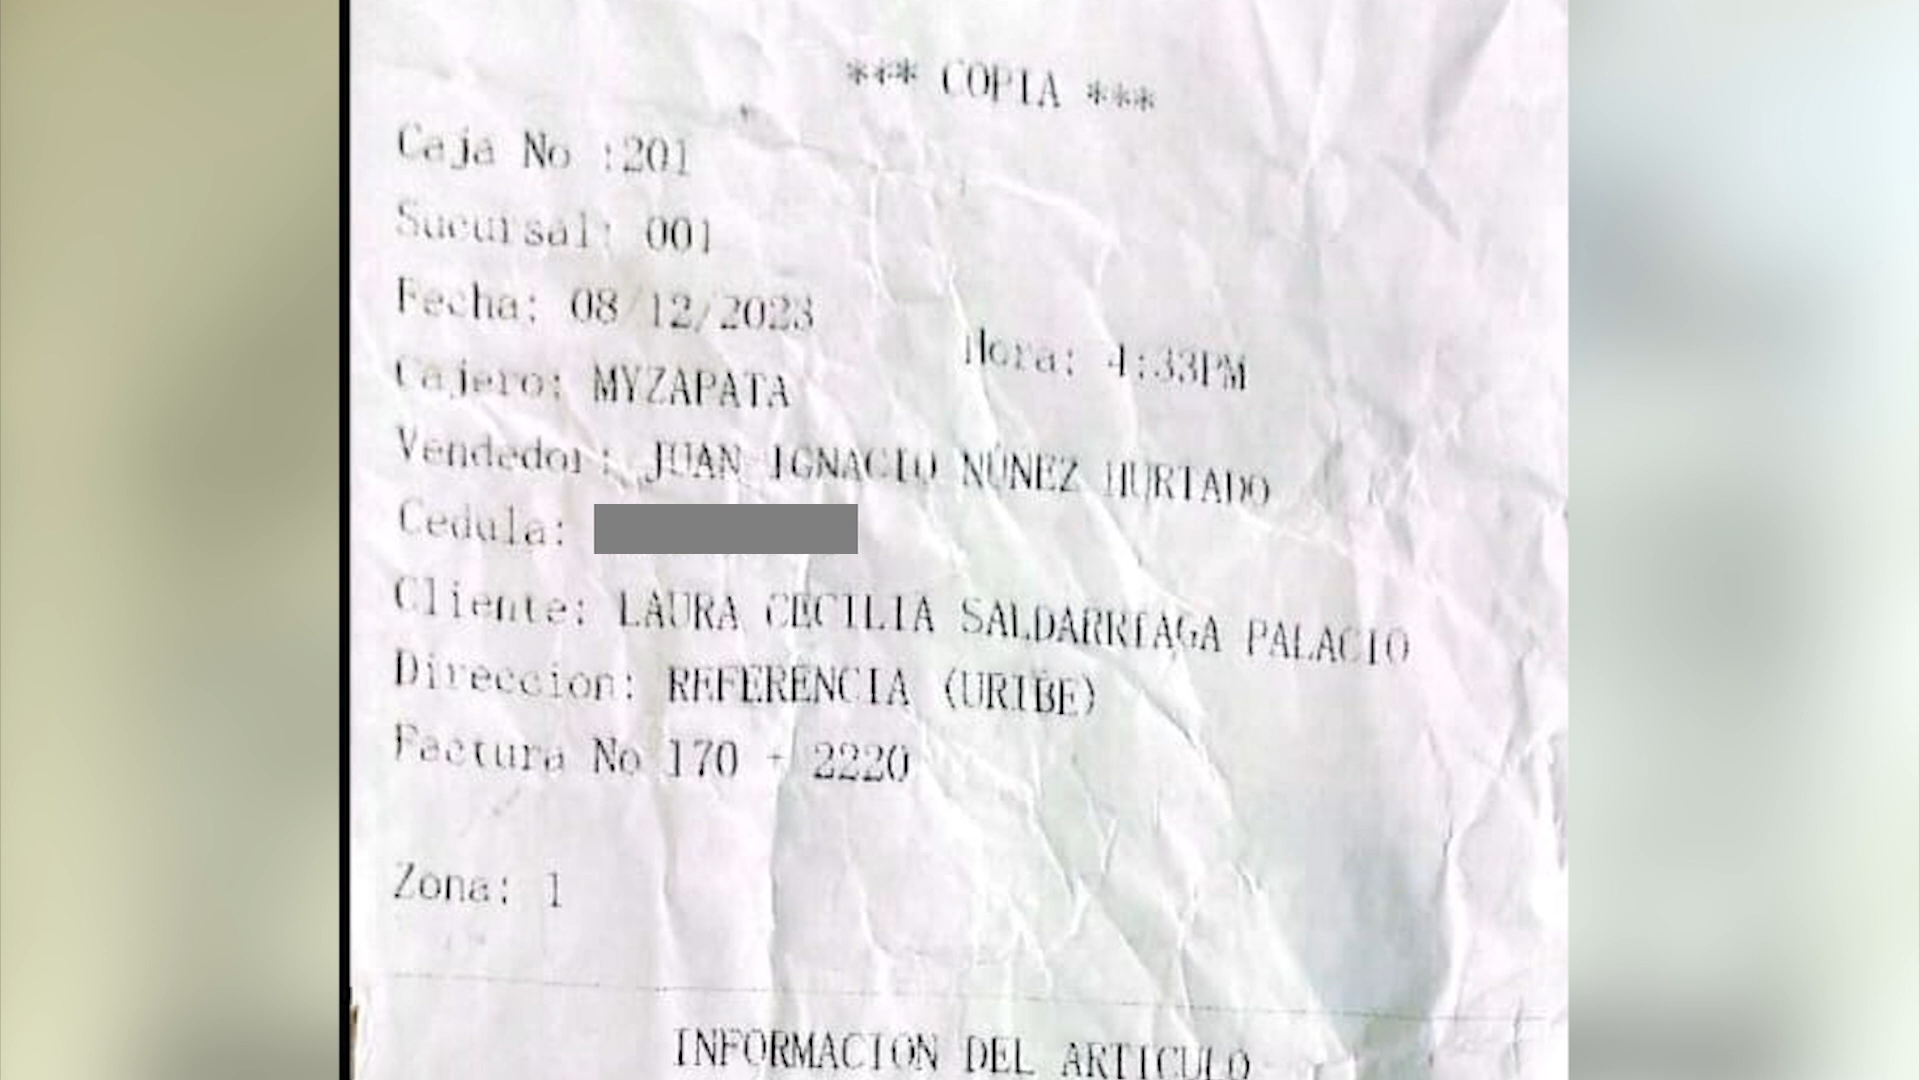 *** COPIA ***
Caja No :201
Sucursal: 001
Fecha: 08/12/2023
Hora: 4:33PM
Cajero: MYZAPATA
Vendedor: JUAN IGNACIO NÚNEZ HURTADO
Cedula:
Cliente: LAURA CECILIA SALDARRIAGA PALACIO
Direccion: REFERENCIA (URIBE)
Factura No 170 - 2220
Zona: 1
INFORMACION DEL ARTICULO